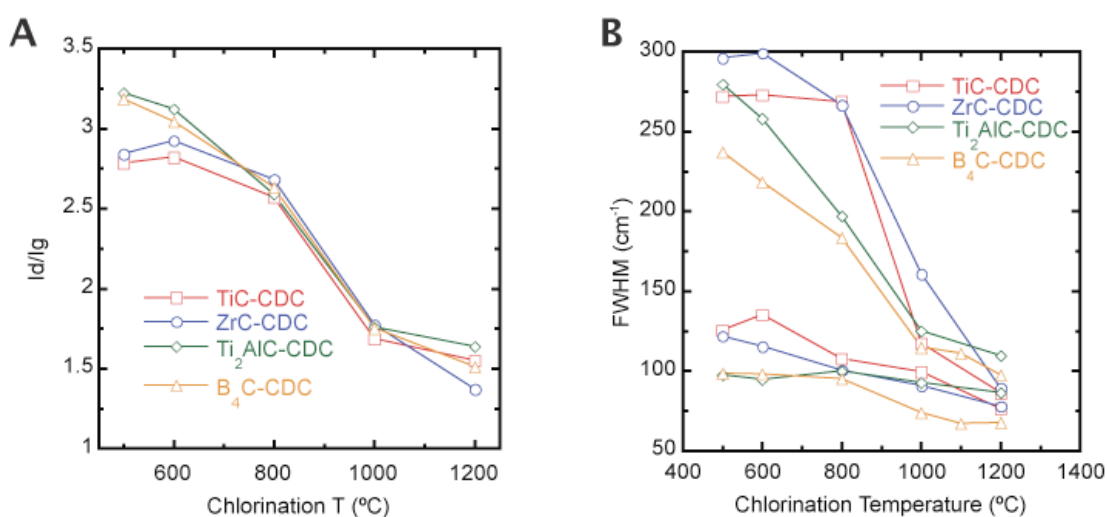 A
3.5
3
2.5
2
1.5
1
Id/Ig
TiC-CDC
ZrC-CDC
Ti₂AlC-CDC
B₄C-CDC
600 800 1000 1200
Chlorination T (ºC)
B
300
250
200
150
100
50
FWHM (cm⁻¹)
TiC-CDC
ZrC-CDC
Ti₂AlC-CDC
B₄C-CDC
400 600 800 1000 1200 1400
Chlorination Temperature (ºC)